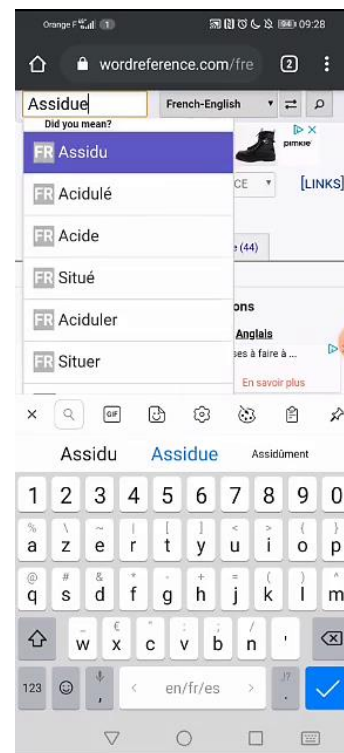 Orange F 1 94 09:28
wordreference.com/fre 2
Assidue French-English
Did you mean?
FR Assidu
pimkie
FR Acidulé
CE [LINKS]
FR Acide
e (44)
FR Situé
ons
FR Aciduler
Anglais
ses à faire à ...
FR Situer
En savoir plus
GIF
Assidu Assidue Assidûment
1 2 3 4 5 6 7 8 9 0
% \ ~ | [ ] < > { }
a z e r t y u i o p
@ # & * - + = ( ) ^
q s d f g h j k l m
_ € " : ; /
w x c v b n '
123 , < en/fr/es > !? .